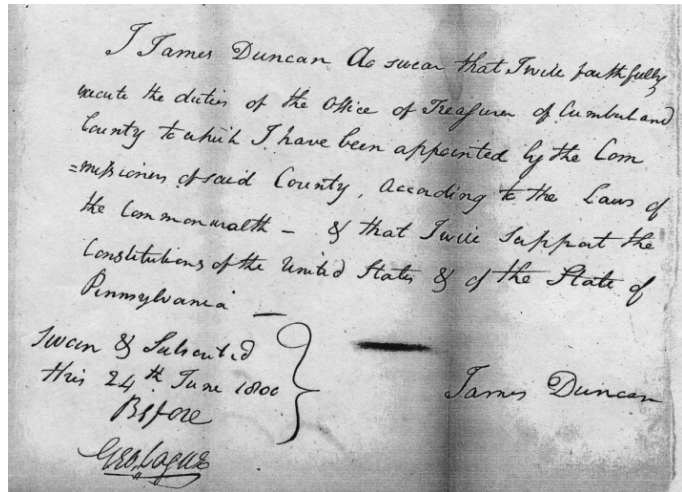 I James Duncan do swear that I will faithfully
execute the duties of the Office of Treasurer of Cumberland
County to which I have been appointed by the Com
=missioners of said County, according to the Laws of
the Commonwealth - & that I will support the
Constitutions of the United States & of the State of
Pennsylvania —
Sworn & Subscribed
this 24th June 1800
Before
James Duncan
Geo. Logue